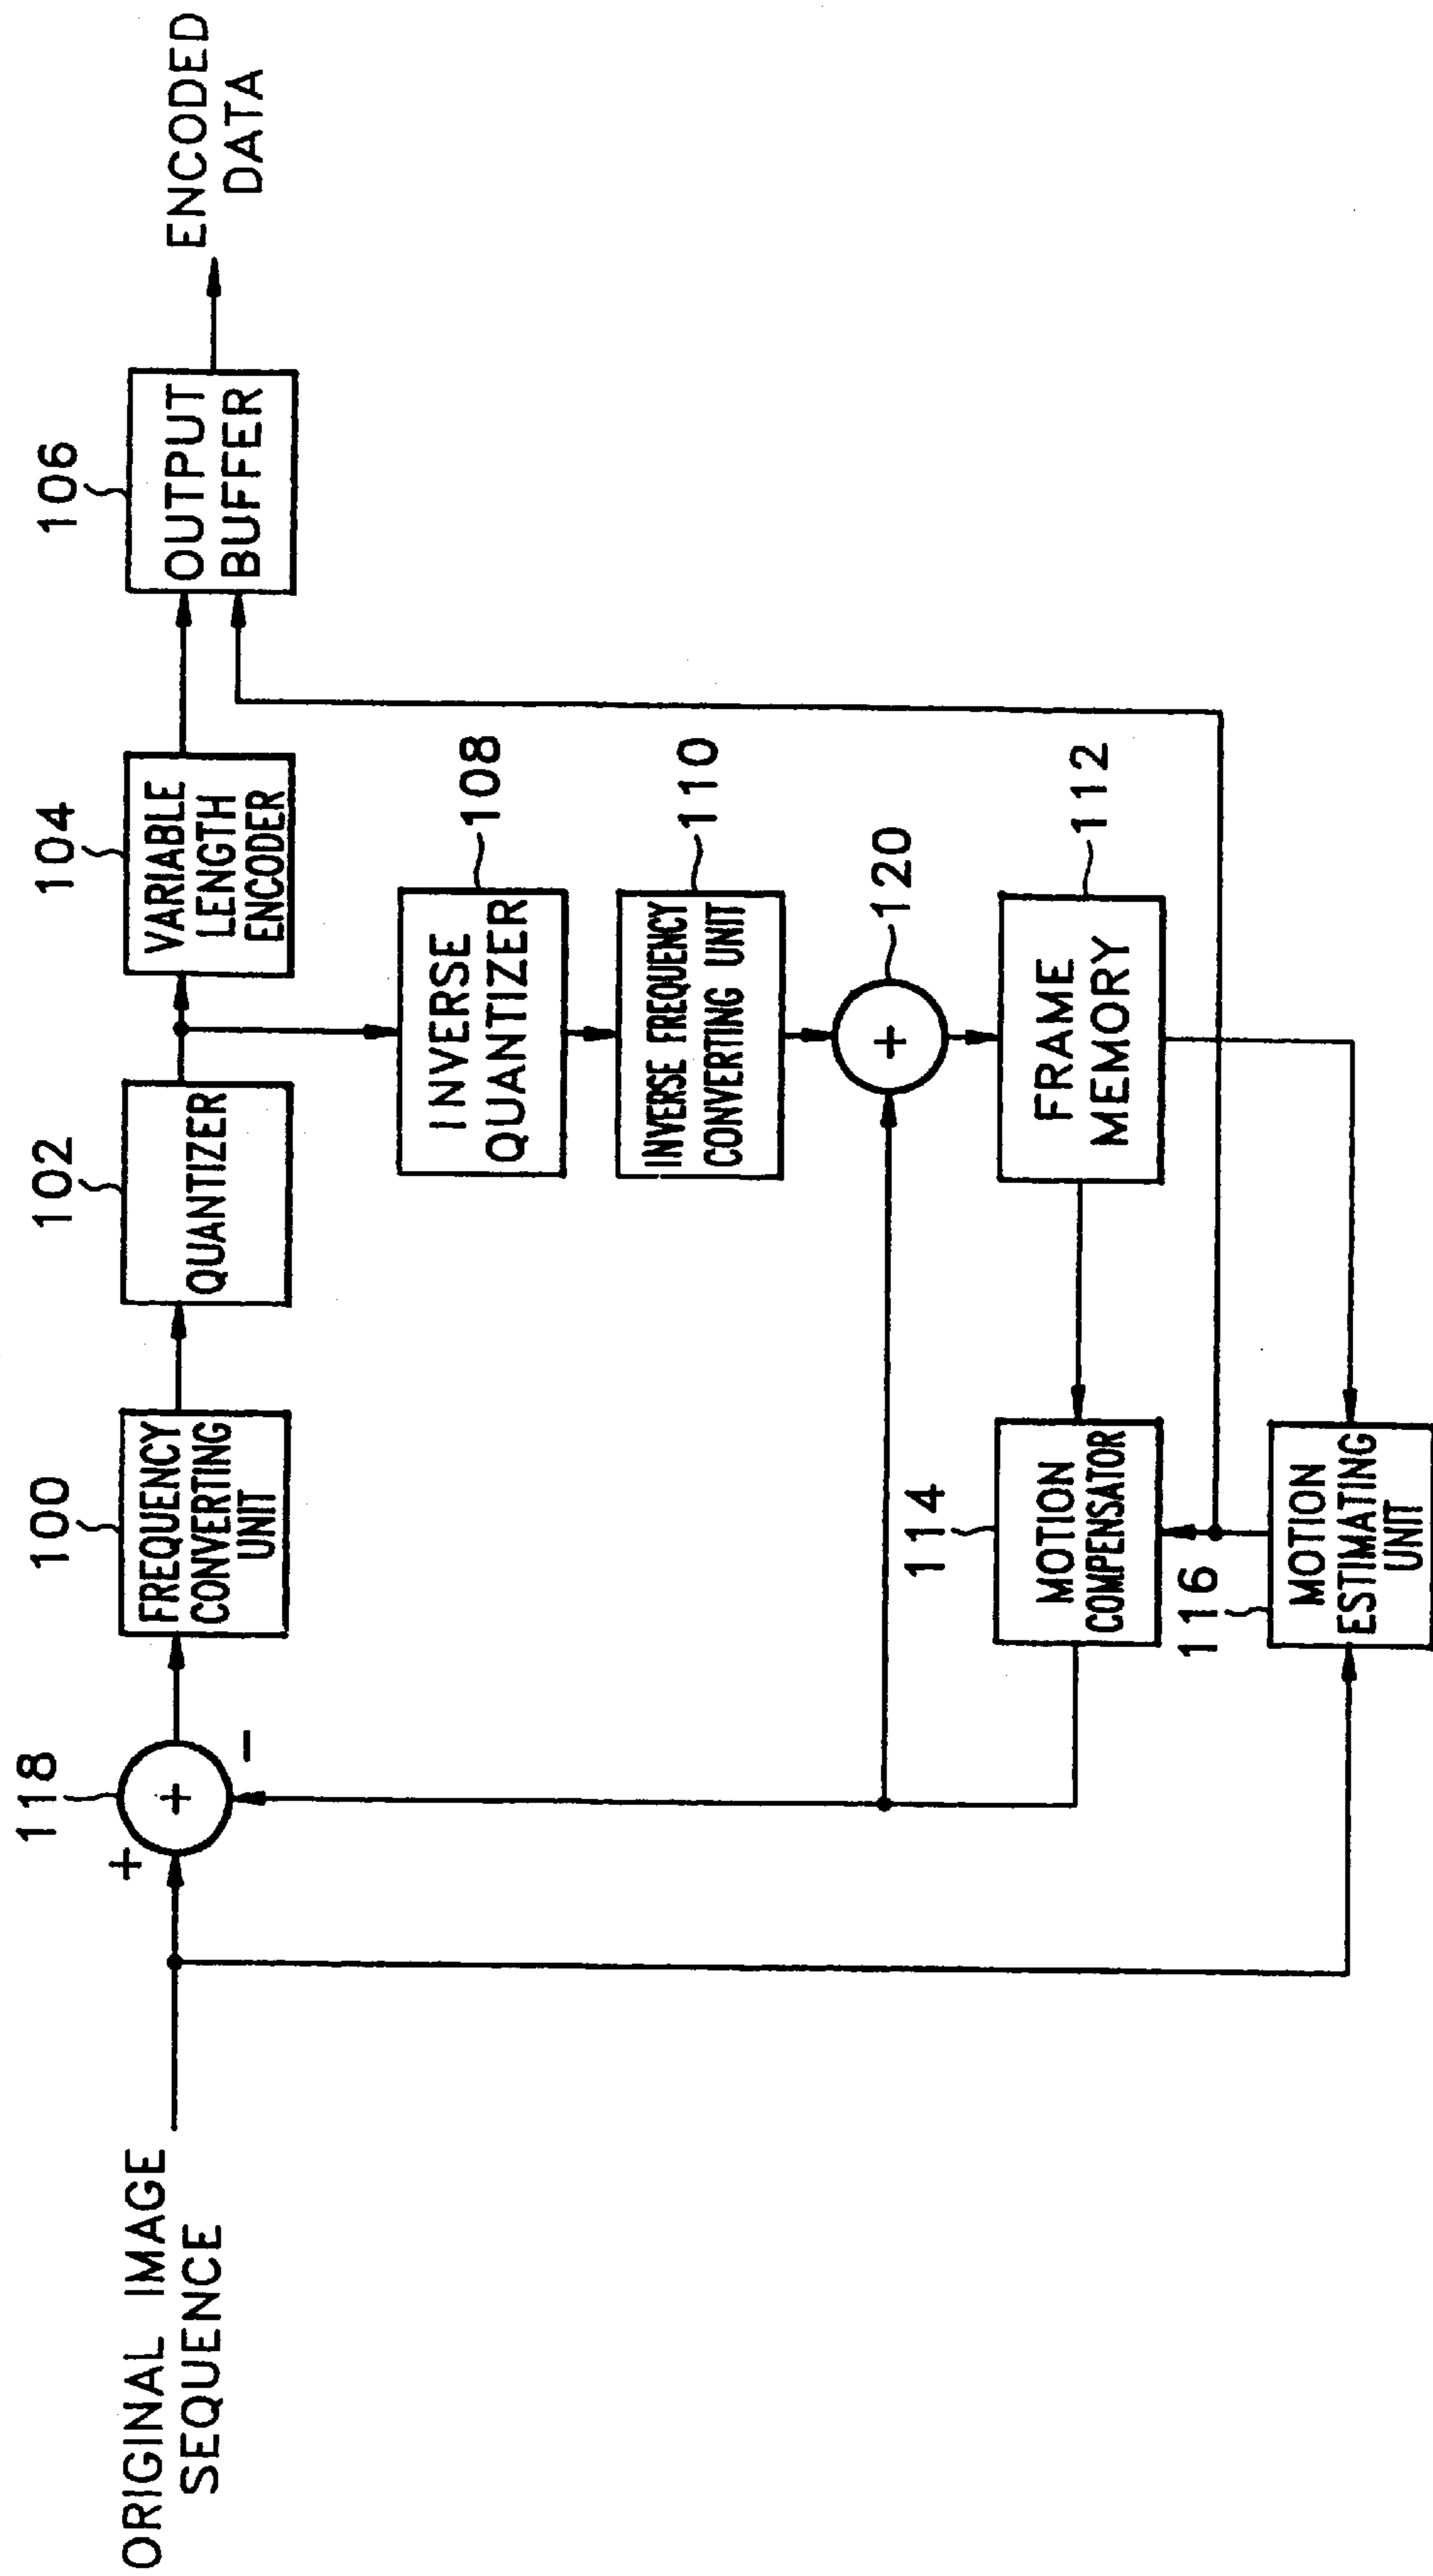 ORIGINAL IMAGE
SEQUENCE
118
+
+
−
100
FREQUENCY
CONVERTING
UNIT
102
QUANTIZER
104
VARIABLE
LENGTH
ENCODER
106
OUTPUT
BUFFER
ENCODED
DATA
INVERSE
QUANTIZER
108
INVERSE FREQUENCY
CONVERTING UNIT
110
+
120
114
MOTION
COMPENSATOR
FRAME
MEMORY
112
116
MOTION
ESTIMATING
UNIT